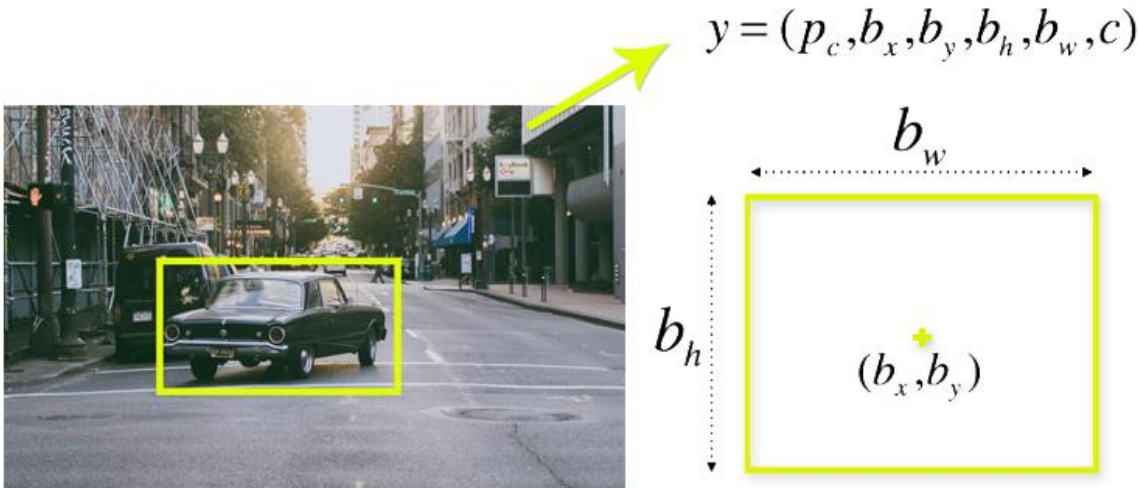 y = (p_c, b_x, b_y, b_h, b_w, c)
b_w
b_h
(b_x, b_y)